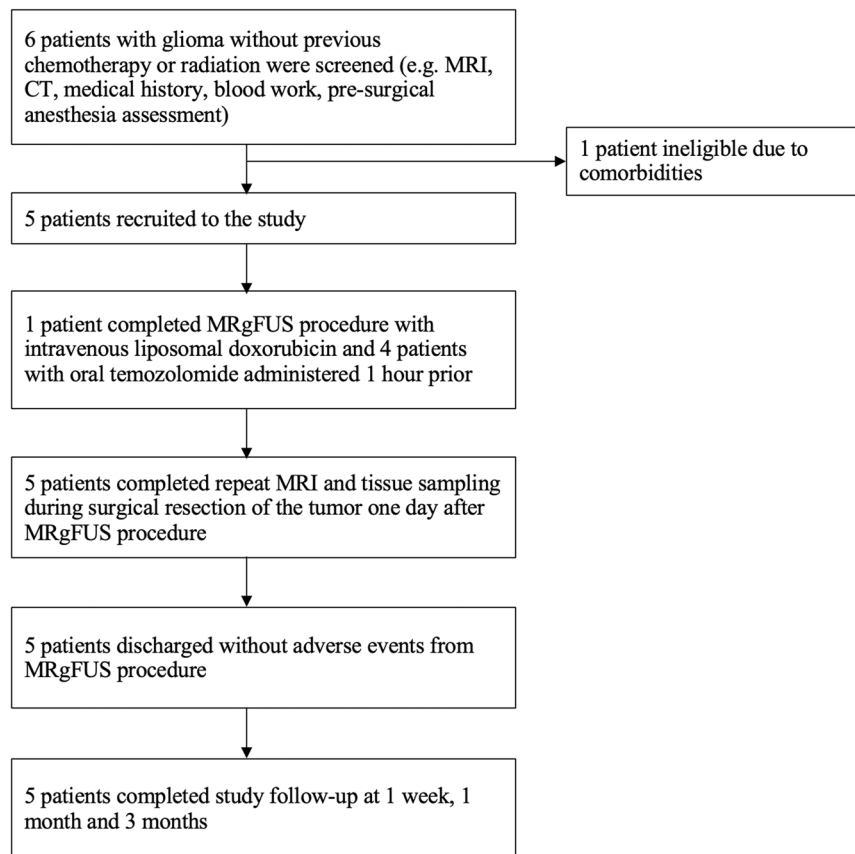 6 patients with glioma without previous
chemotherapy or radiation were screened (e.g. MRI,
CT, medical history, blood work, pre-surgical
anesthesia assessment)
1 patient ineligible due to
comorbidities
5 patients recruited to the study
1 patient completed MRgFUS procedure with
intravenous liposomal doxorubicin and 4 patients
with oral temozolomide administered 1 hour prior
5 patients completed repeat MRI and tissue sampling
during surgical resection of the tumor one day after
MRgFUS procedure
5 patients discharged without adverse events from
MRgFUS procedure
5 patients completed study follow-up at 1 week, 1
month and 3 months